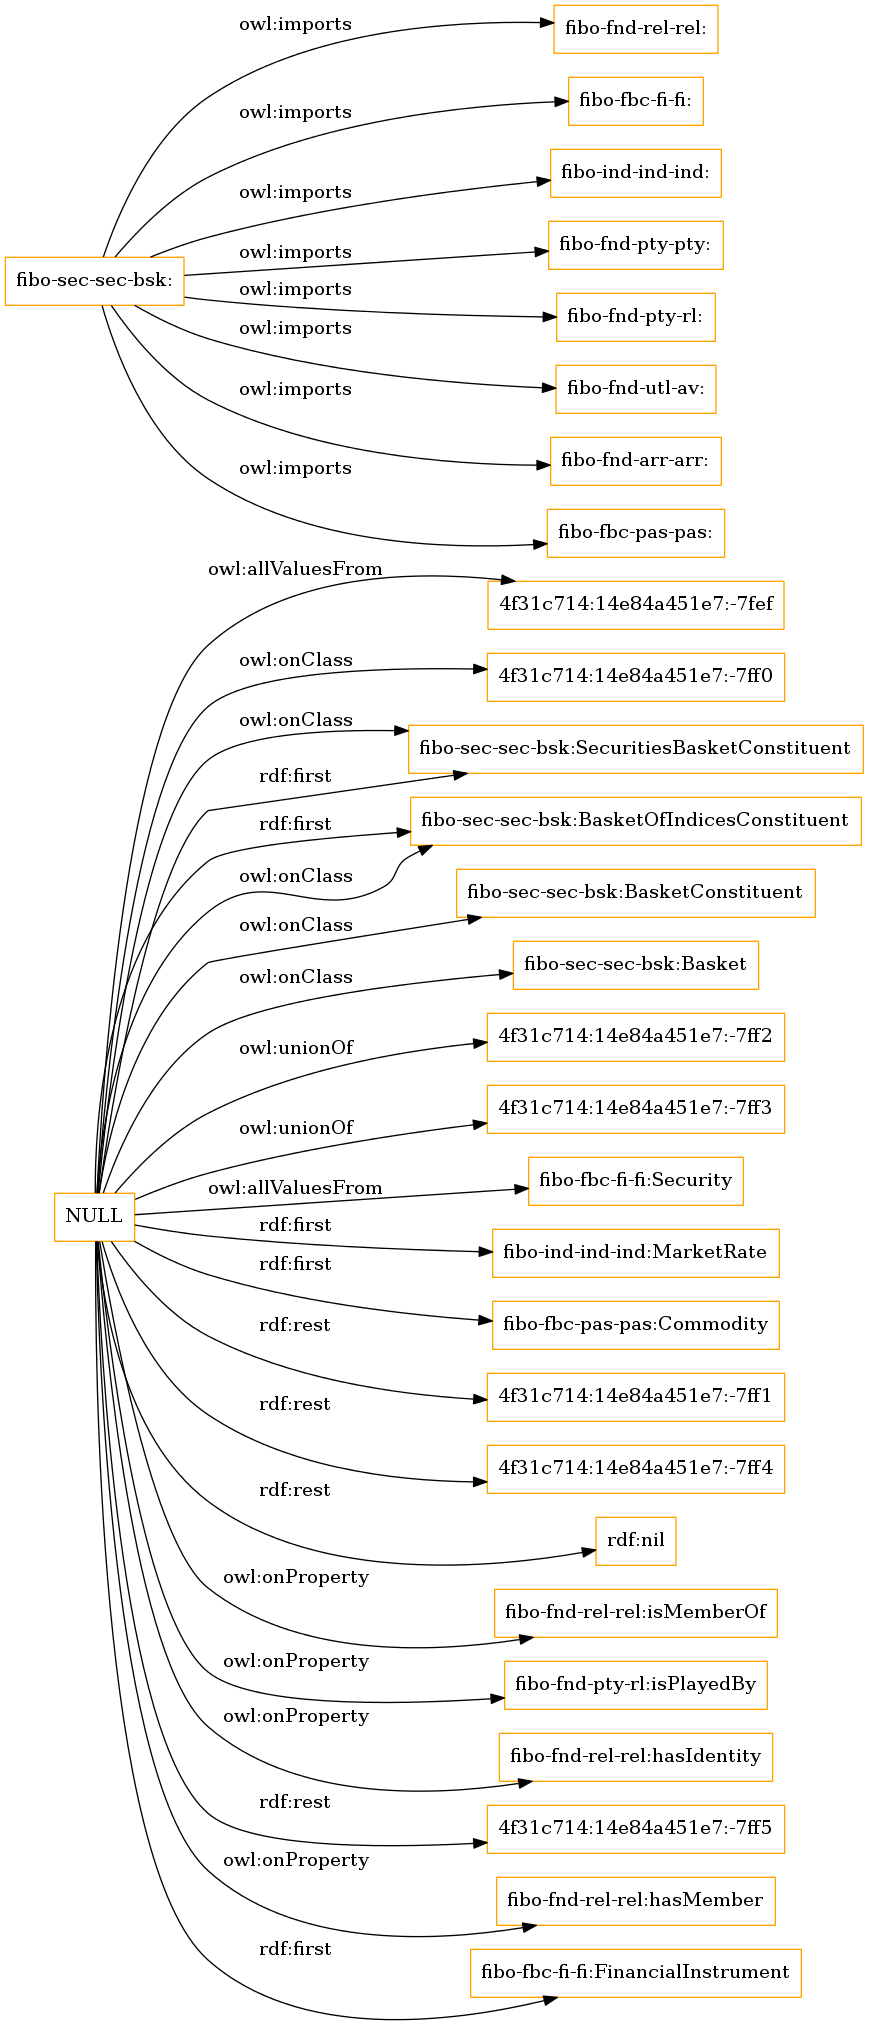 owl:imports
fibo-fnd-rel-rel:
owl:imports
fibo-fbc-fi-fi:
owl:imports
fibo-ind-ind-ind:
owl:imports
fibo-fnd-pty-pty:
fibo-sec-sec-bsk:
owl:imports
fibo-fnd-pty-rl:
owl:imports
fibo-fnd-utl-av:
owl:imports
fibo-fnd-arr-arr:
owl:imports
fibo-fbc-pas-pas:
owl:allValuesFrom
4f31c714:14e84a451e7:-7fef
owl:onClass
4f31c714:14e84a451e7:-7ff0
owl:onClass
fibo-sec-sec-bsk:SecuritiesBasketConstituent
rdf:first
rdf:first
fibo-sec-sec-bsk:BasketOfIndicesConstituent
owl:onClass
fibo-sec-sec-bsk:BasketConstituent
owl:onClass
fibo-sec-sec-bsk:Basket
owl:onClass
4f31c714:14e84a451e7:-7ff2
owl:unionOf
4f31c714:14e84a451e7:-7ff3
owl:unionOf
fibo-fbc-fi-fi:Security
owl:allValuesFrom
NULL
rdf:first
fibo-ind-ind-ind:MarketRate
rdf:first
fibo-fbc-pas-pas:Commodity
rdf:rest
4f31c714:14e84a451e7:-7ff1
rdf:rest
4f31c714:14e84a451e7:-7ff4
rdf:rest
rdf:nil
owl:onProperty
fibo-fnd-rel-rel:isMemberOf
owl:onProperty
fibo-fnd-pty-rl:isPlayedBy
owl:onProperty
fibo-fnd-rel-rel:hasIdentity
rdf:rest
4f31c714:14e84a451e7:-7ff5
owl:onProperty
fibo-fnd-rel-rel:hasMember
rdf:first
fibo-fbc-fi-fi:FinancialInstrument